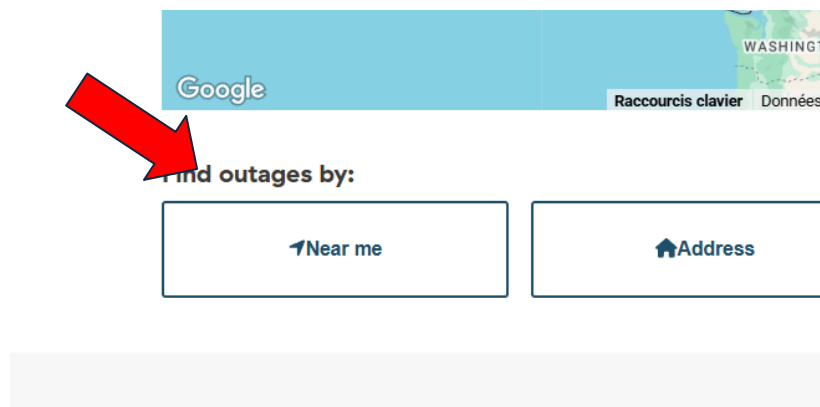 WASHINGT
Google
Raccourcis clavier Données
Find outages by:
Near me
Address